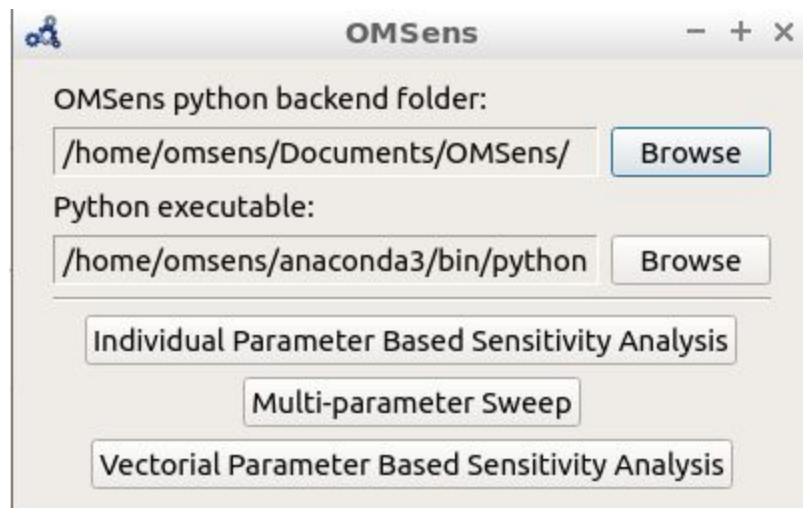 OMSens
OMSens python backend folder:
/home/omsens/Documents/OMSens/ Browse
Python executable:
/home/omsens/anaconda3/bin/python Browse
Individual Parameter Based Sensitivity Analysis
Multi-parameter Sweep
Vectorial Parameter Based Sensitivity Analysis